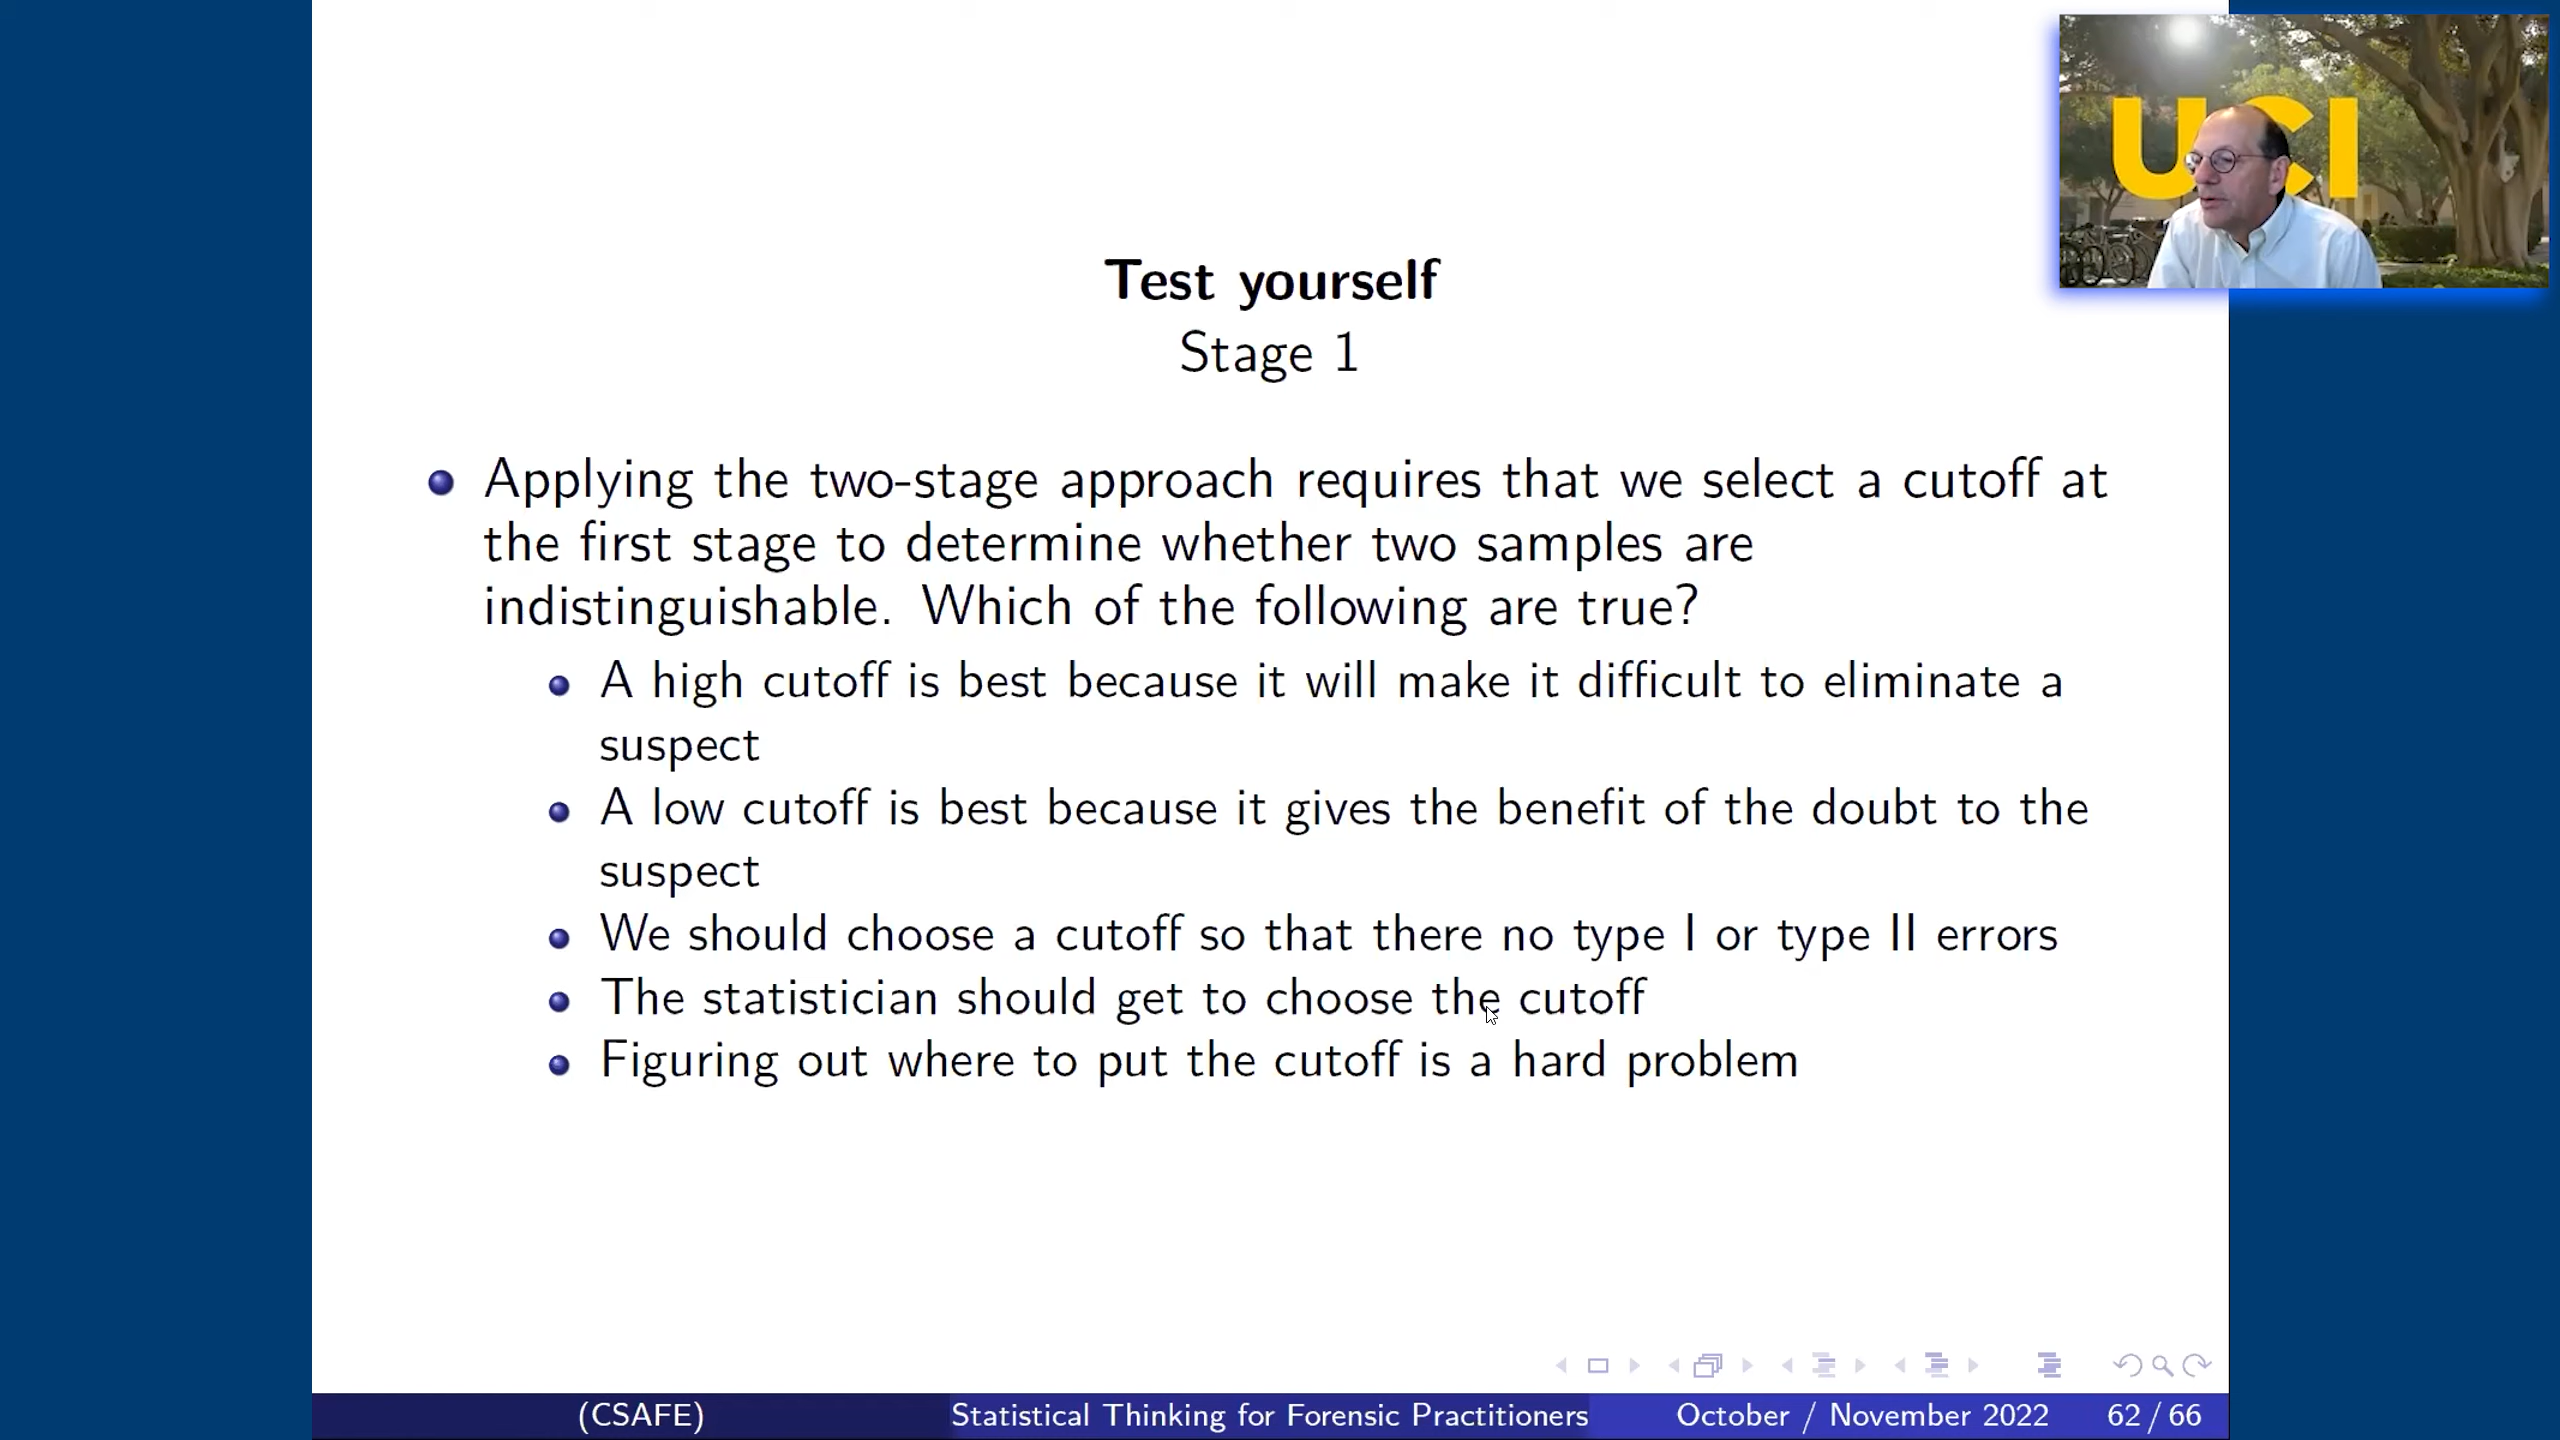 UCI
Test yourself
Stage 1
Applying the two-stage approach requires that we select a cutoff at
the first stage to determine whether two samples are
indistinguishable. Which of the following are true?
A high cutoff is best because it will make it difficult to eliminate a
suspect
A low cutoff is best because it gives the benefit of the doubt to the
suspect
We should choose a cutoff so that there no type I or type II errors
The statistician should get to choose the cutoff
Figuring out where to put the cutoff is a hard problem
(CSAFE) Statistical Thinking for Forensic Practitioners October / November 2022 62 / 66